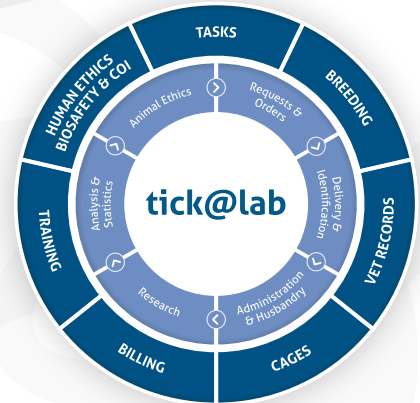 TASKS
BREEDING
VET RECORDS
CAGES
BILLING
TRAINING
HUMAN ETHICS
BIOSAFETY & COI
Animal Ethics
Requests &
Orders
Delivery &
Identification
Administration
& Husbandry
Research
Analysis &
Statistics
tick@lab